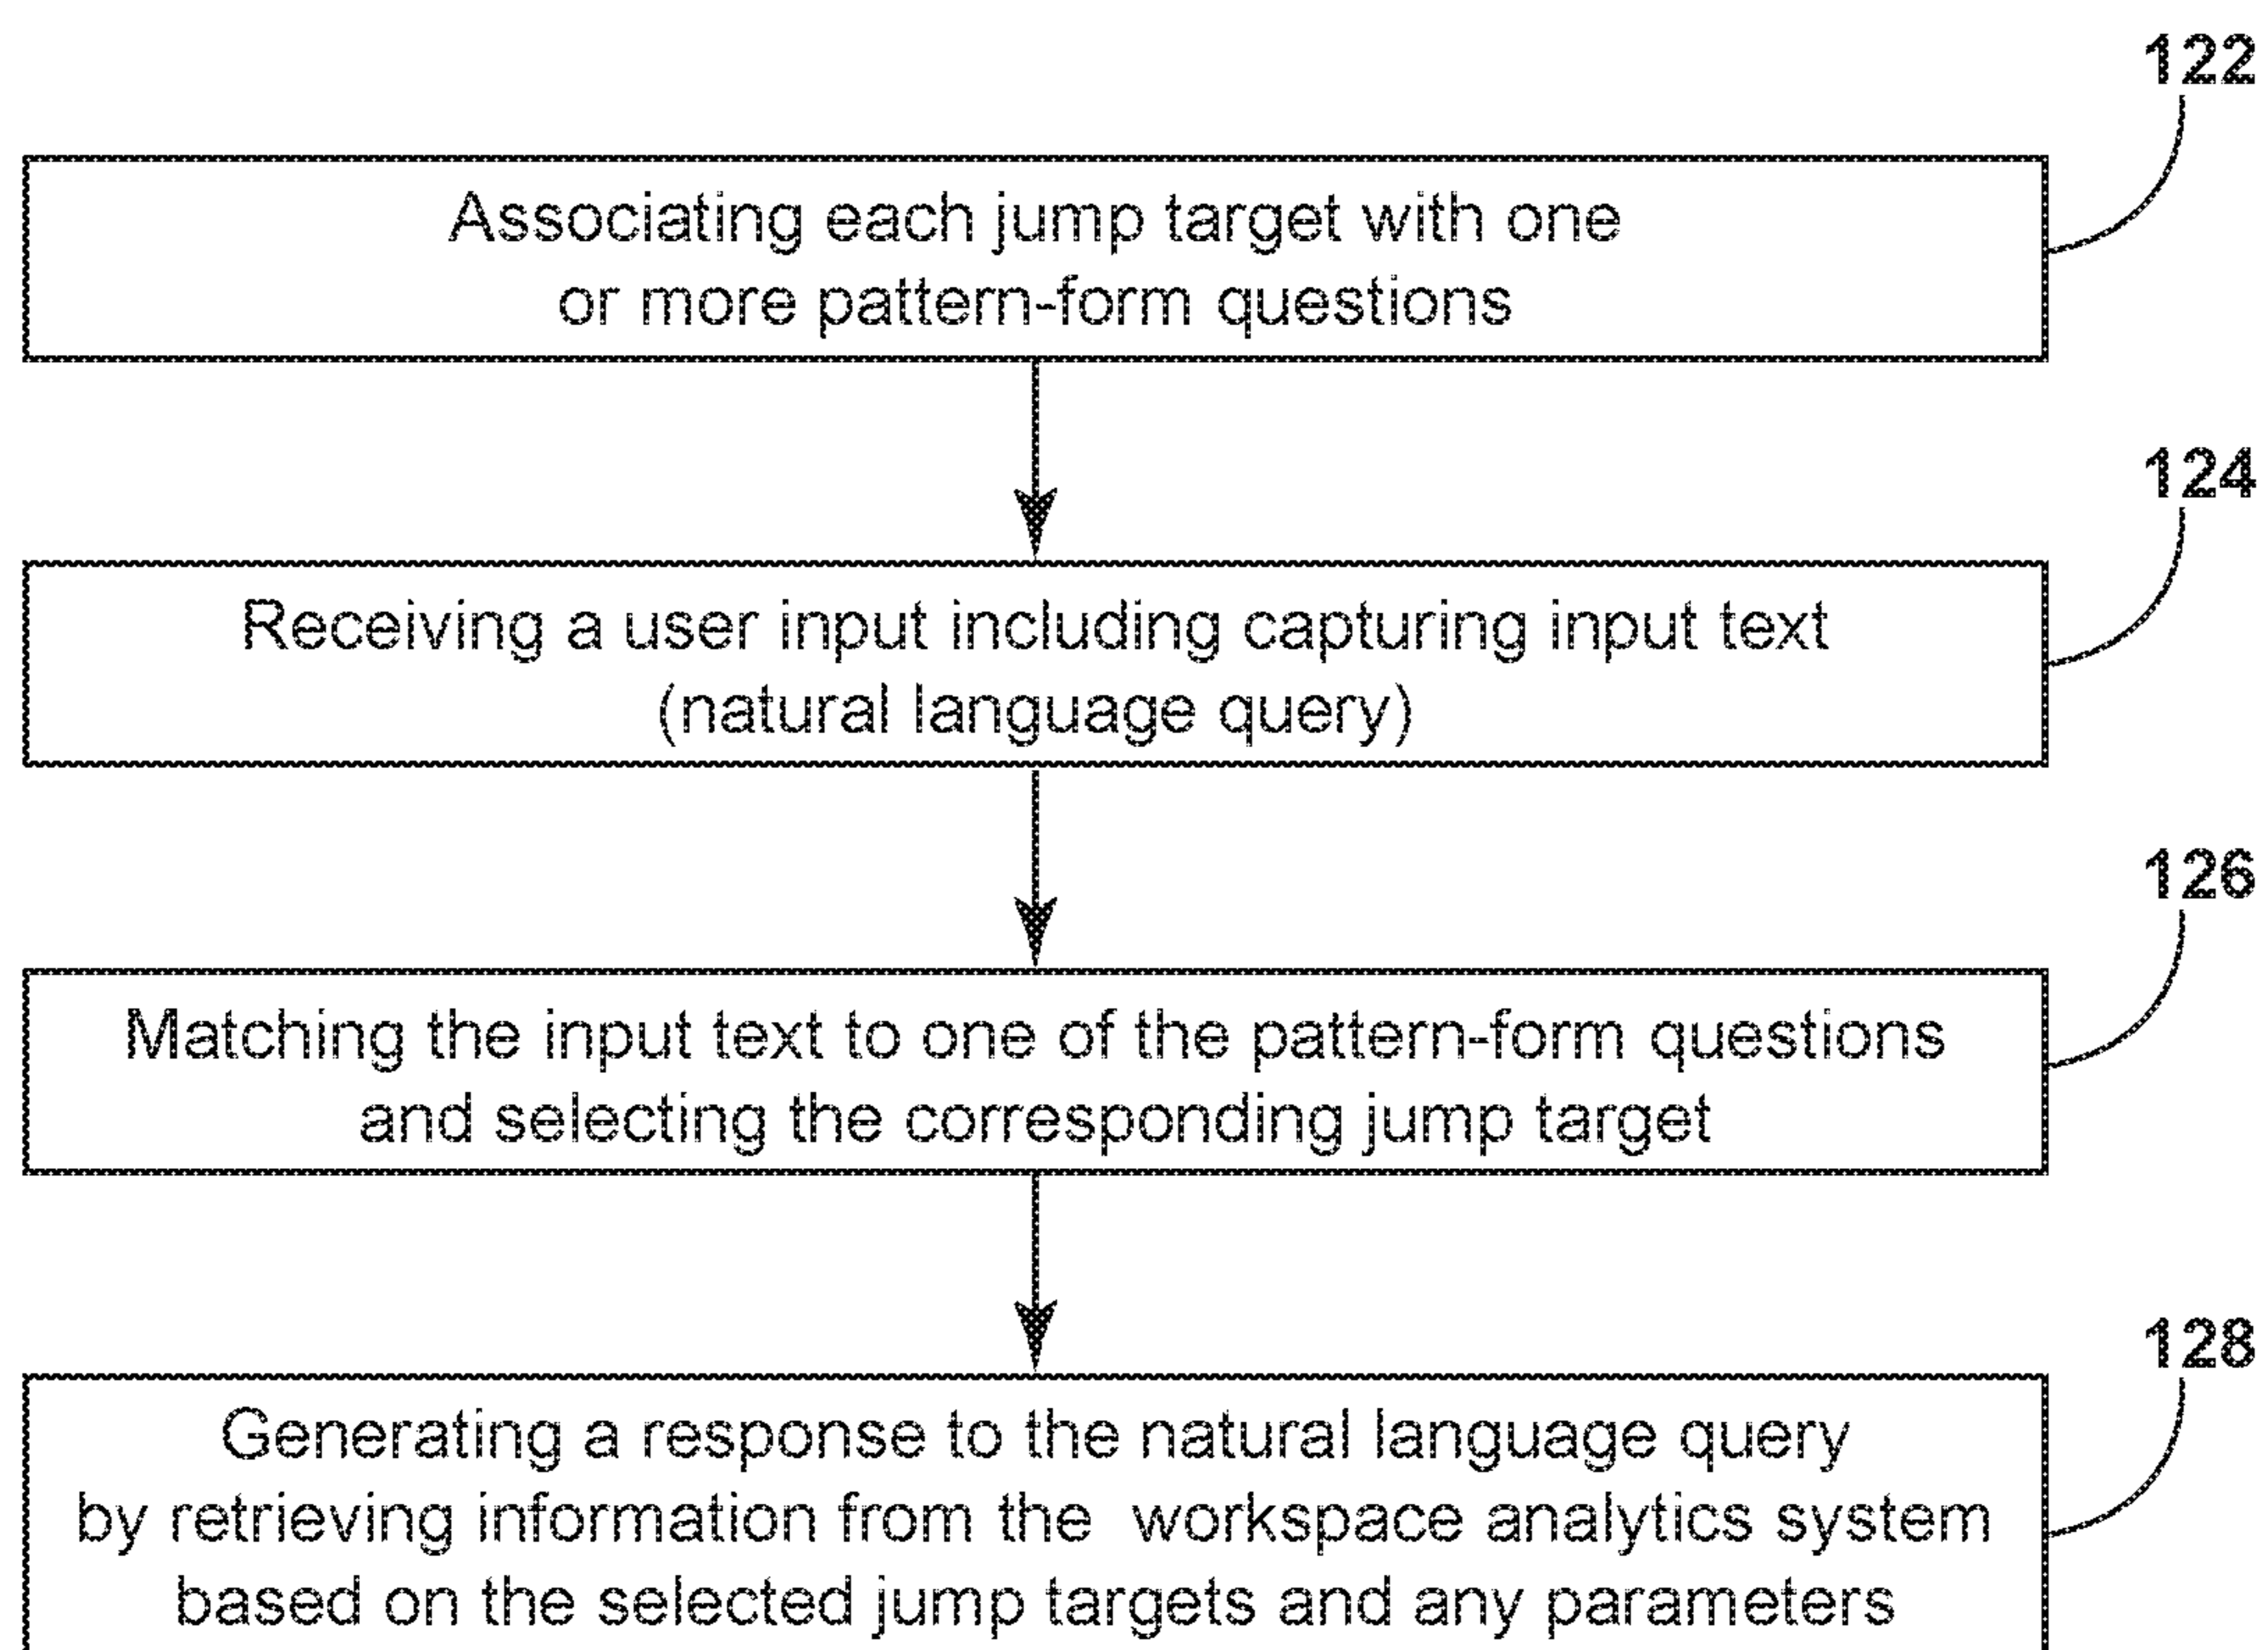 122
Associating each jump target with one
or more pattern-form questions
124
Receiving a user input including capturing input text
(natural language query)
126
Matching the input text to one of the pattern-form questions
and selecting the corresponding jump target
128
Generating a response to the natural language query
by retrieving information from the workspace analytics system
based on the selected jump targets and any parameters